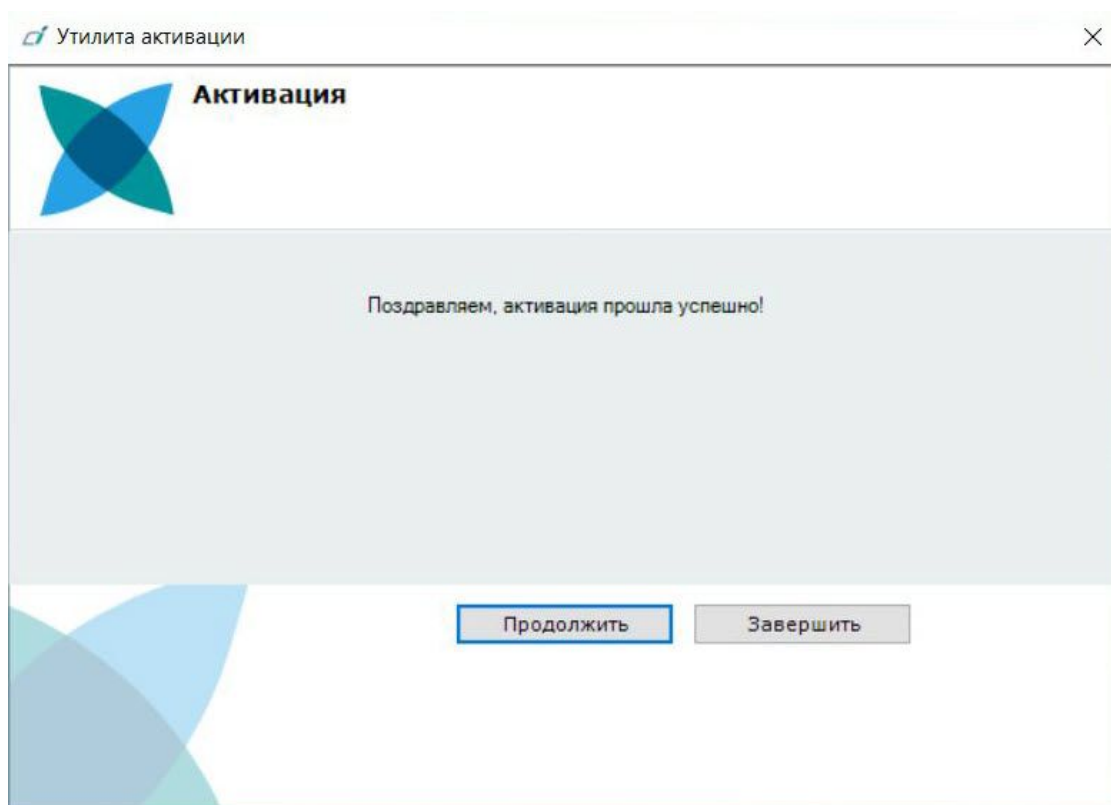 Утилита активации
Активация
Поздравляем, активация прошла успешно!
Продолжить
Завершить